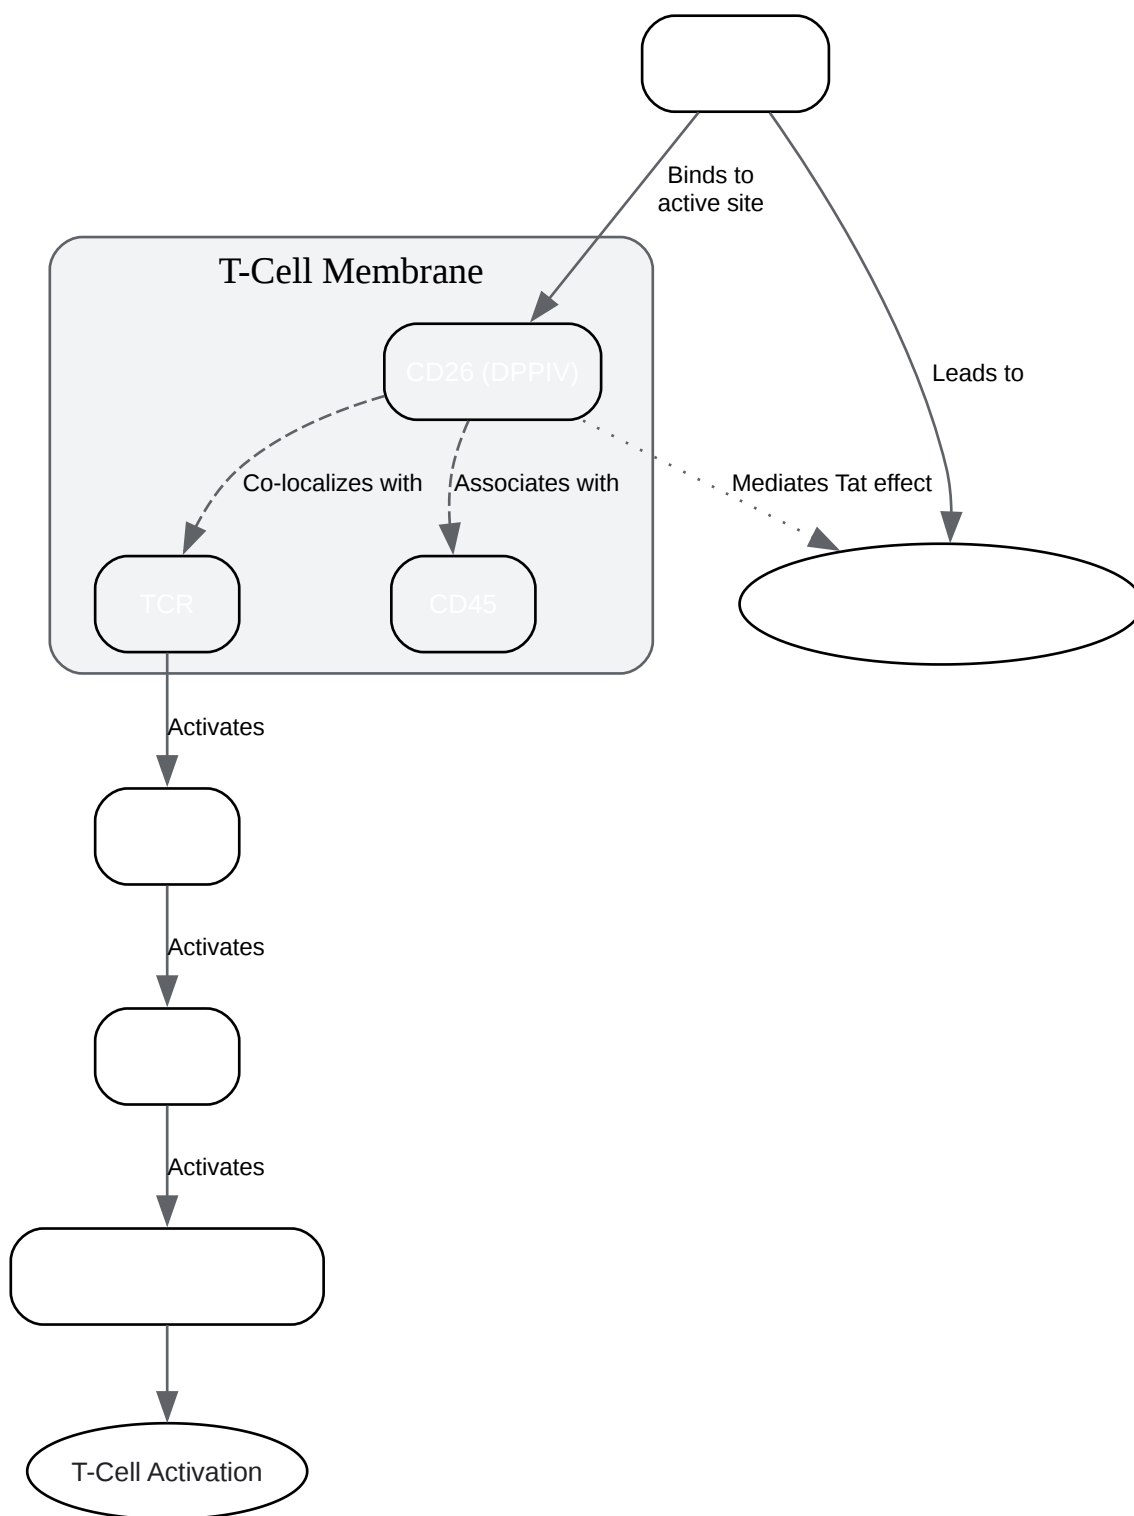 Binds to
active site
T-Cell Membrane
CD26 (DPPIV)
Leads to
Co-localizes with
Associates with
Mediates Tat effect
TCR
CD45
Activates
Activates
Activates
T-Cell Activation